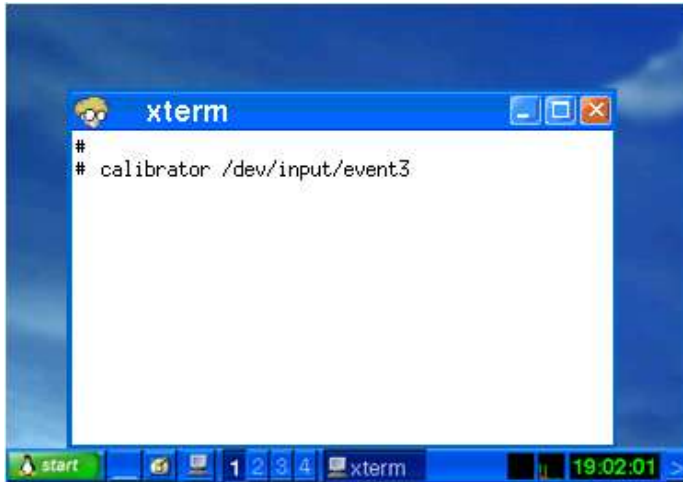 xterm
#
# calibrator /dev/input/event3
start 1 2 3 4 xterm 19:02:01 >